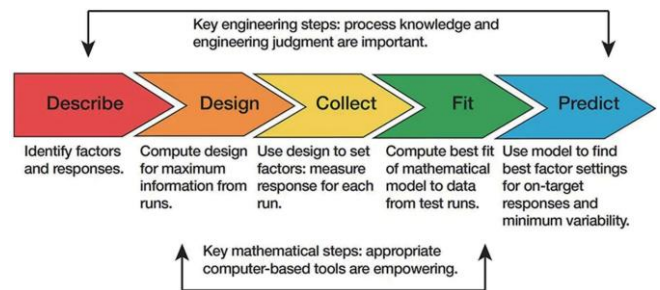 Key engineering steps: process knowledge and
engineering judgment are important.
Describe
Design
Collect
Fit
Predict
Identify factors
and responses.
Compute design
for maximum
information from
runs.
Use design to set
factors: measure
response for each
run.
Compute best fit
of mathematical
model to data
from test runs.
Use model to find
best factor settings
for on-target
responses and
minimum variability.
Key mathematical steps: appropriate
computer-based tools are empowering.